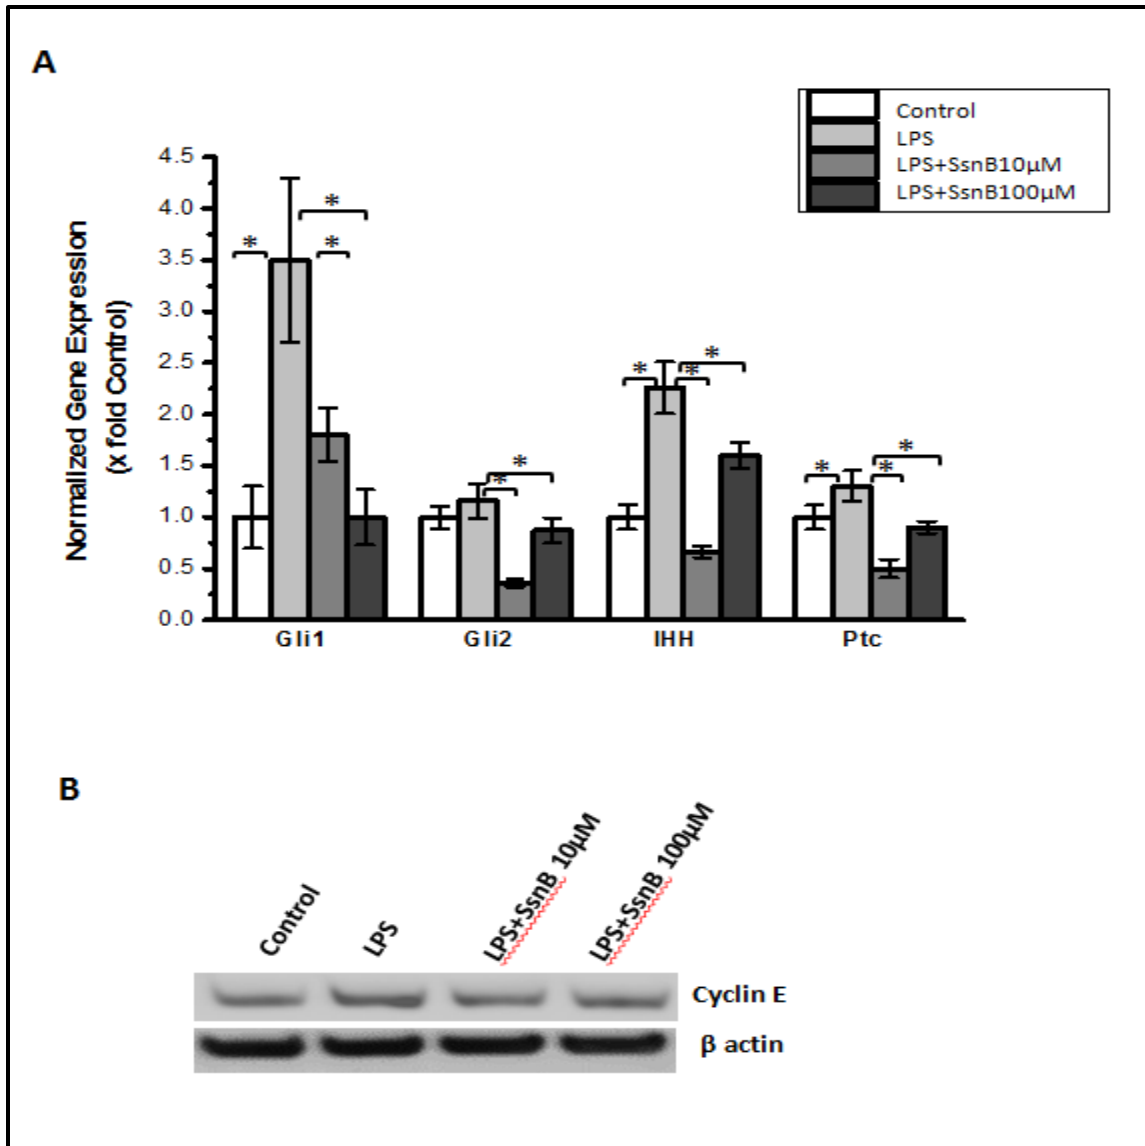 A
Control
LPS
LPS+SsnB10µM
LPS+SsnB100µM
Normalized Gene Expression
(x fold Control)
4.5
4.0
3.5
3.0
2.5
2.0
1.5
1.0
0.5
0.0
* * *
* *
* * *
* * *
Gli1 Gli2 IHH Ptc
B
Control LPS LPS+SsnB 10µM LPS+SsnB 100µM
Cyclin E
β actin